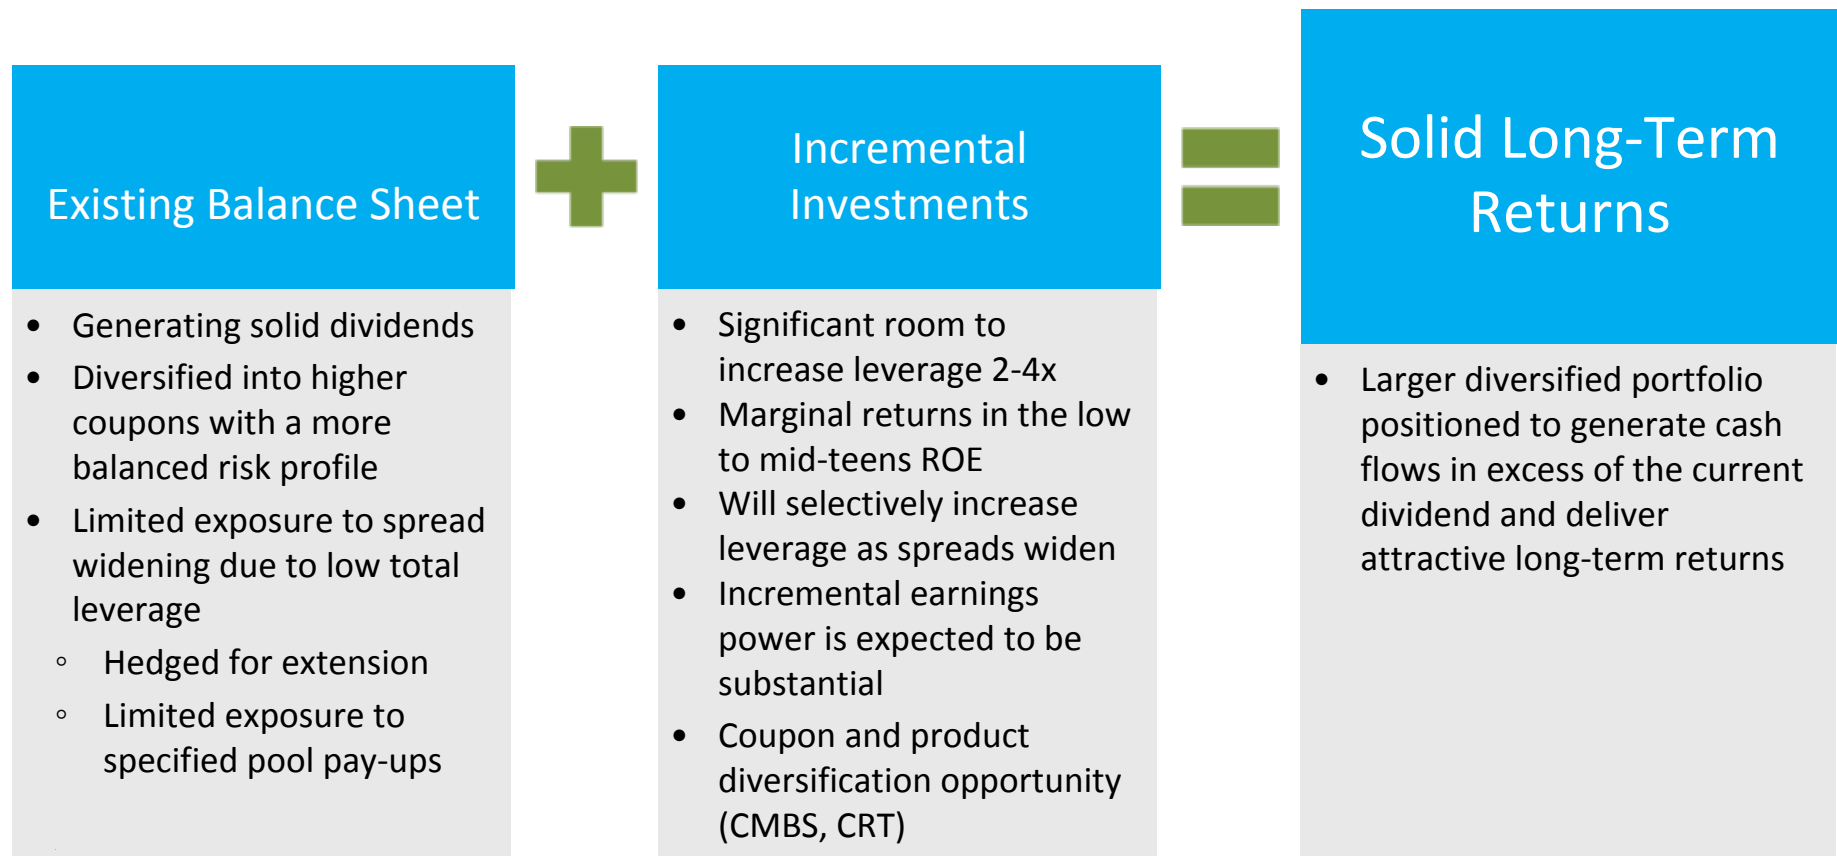 Existing Balance Sheet
• Generating solid dividends
• Diversified into higher
coupons with a more
balanced risk profile
• Limited exposure to spread
widening due to low total
leverage
◦ Hedged for extension
◦ Limited exposure to
specified pool pay-ups
Incremental
Investments
• Significant room to
increase leverage 2-4x
• Marginal returns in the low
to mid-teens ROE
• Will selectively increase
leverage as spreads widen
• Incremental earnings
power is expected to be
substantial
• Coupon and product
diversification opportunity
(CMBS, CRT)
Solid Long-Term
Returns
• Larger diversified portfolio
positioned to generate cash
flows in excess of the current
dividend and deliver
attractive long-term returns